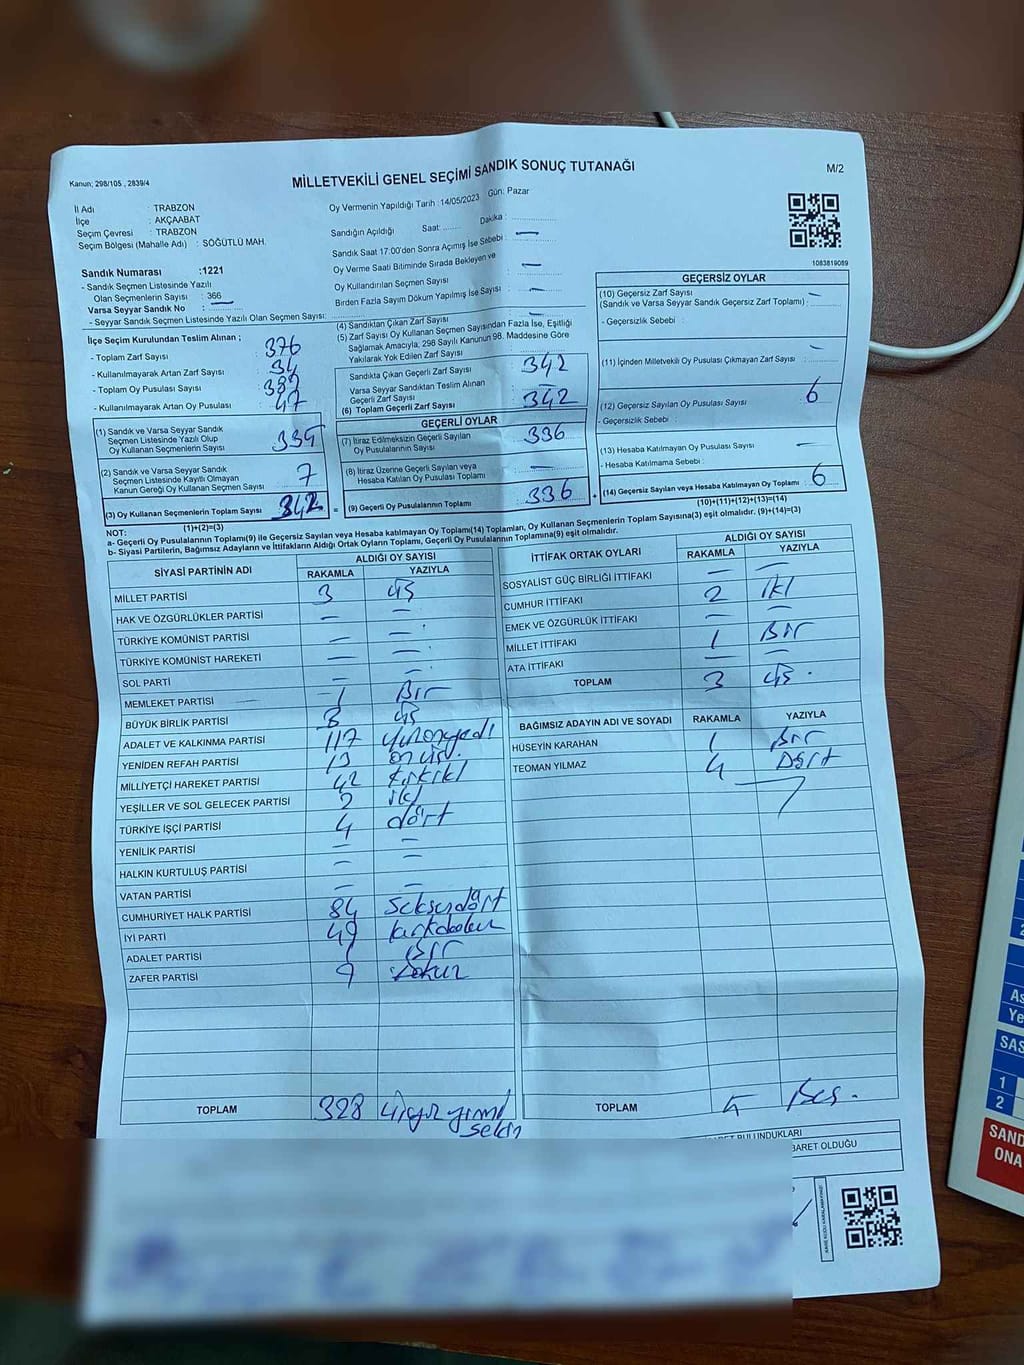 Kanun; 298/105 , 2839/4
MİLLETVEKİLİ GENEL SEÇİMİ SANDIK SONUÇ TUTANAĞI
M/2
İl Adı : TRABZON
İlçe : AKÇAABAT
Seçim Çevresi : TRABZON
Seçim Bölgesi (Mahalle Adı) : SÖĞÜTLÜ MAH.
Oy Vermenin Yapıldığı Tarih : 14/05/2023 Gün: Pazar
Sandığın Açıldığı Saat: ........ Dakika : ................
Sandık Saat 17:00'den Sonra Açımış İse Sebebi : —
Oy Verme Saati Bitiminde Sırada Bekleyen ve
Oy Kullandırılan Seçmen Sayısı : —
Birden Fazla Sayım Döküm Yapılmış İse Sayısı : —
1083819089
Sandık Numarası :1221
- Sandık Seçmen Listesinde Yazılı
Olan Seçmenlerin Sayısı : 366
Varsa Seyyar Sandık No : —
- Seyyar Sandık Seçmen Listesinde Yazılı Olan Seçmen Sayısı:
İlçe Seçim Kurulundan Teslim Alınan ;
- Toplam Zarf Sayısı : 376
- Kullanılmayarak Artan Zarf Sayısı : 34
- Toplam Oy Pusulası Sayısı :
- Kullanılmayarak Artan Oy Pusulası : 47
(1) Sandık ve Varsa Seyyar Sandık
Seçmen Listesinde Yazılı Olup
Oy Kullanan Seçmenlerin Sayısı : 335
(2) Sandık ve Varsa Seyyar Sandık
Seçmen Listesinde Kayıtlı Olmayan
Kanun Gereği Oy Kullanan Seçmen Sayısı : 7
(3) Oy Kullanan Seçmenlerin Toplam Sayısı : 342
(1)+(2)=(3)
(4) Sandıktan Çıkan Zarf Sayısı
(5) Zarf Sayısı Oy Kullanan Seçmen Sayısından Fazla İse, Eşitliği
Sağlamak Amacıyla; 298 Sayılı Kanunun 98. Maddesine Göre
Yakılarak Yok Edilen Zarf Sayısı
Sandıkta Çıkan Geçerli Zarf Sayısı : 342
Varsa Seyyar Sandıktan Teslim Alınan
Geçerli Zarf Sayısı : —
(6) Toplam Geçerli Zarf Sayısı : 342
GEÇERLİ OYLAR
(7) İtiraz Edilmeksizin Geçerli Sayılan
Oy Pusulalarının Sayısı : 336
(8) İtiraz Üzerine Geçerli Sayılan veya
Hesaba Katılan Oy Pusulası Toplamı : —
(9) Geçerli Oy Pusulalarının Toplamı : 336
GEÇERSİZ OYLAR
(10) Geçersiz Zarf Sayısı
(Sandık ve Varsa Seyyar Sandık Geçersiz Zarf Toplamı) : —
- Geçersizlik Sebebi :
(11) İçinden Milletvekili Oy Pusulası Çıkmayan Zarf Sayısı : —
(12) Geçersiz Sayılan Oy Pusulası Sayısı : 6
- Geçersizlik Sebebi :
(13) Hesaba Katılmayan Oy Pusulası Sayısı : —
- Hesaba Katılmama Sebebi :
(14) Geçersiz Sayılan veya Hesaba Katılmayan Oy Toplamı : 6
(10)+(11)+(12)+(13)=(14)
NOT:
a- Geçerli Oy Pusulalarının Toplamı(9) ile Geçersiz Sayılan veya Hesaba katılmayan Oy Toplamı(14) Toplamları, Oy Kullanan Seçmenlerin Toplam Sayısına(3) eşit olmalıdır. (9)+(14)=(3)
b- Siyasi Partilerin, Bağımsız Adayların ve İttifakların Aldığı Ortak Oyların Toplamı, Geçerli Oy Pusulalarının Toplamına(9) eşit olmalıdır.
SİYASİ PARTİNİN ADI ALDIĞI OY SAYISI
RAKAMLA YAZIYLA
MİLLET PARTİSİ 3 üç
HAK VE ÖZGÜRLÜKLER PARTİSİ — —
TÜRKİYE KOMÜNİST PARTİSİ — —
TÜRKİYE KOMÜNİST HAREKETİ — —
SOL PARTİ — —
MEMLEKET PARTİSİ 1 Bir
BÜYÜK BİRLİK PARTİSİ 3 üç
ADALET VE KALKINMA PARTİSİ 117 yüzonyedi
YENİDEN REFAH PARTİSİ 13 onüç.
MİLLİYETÇİ HAREKET PARTİSİ 42 kırkiki
YEŞİLLER VE SOL GELECEK PARTİSİ 2 iki
TÜRKİYE İŞÇİ PARTİSİ 4 dört
YENİLİK PARTİSİ — —
HALKIN KURTULUŞ PARTİSİ — —
VATAN PARTİSİ — —
CUMHURİYET HALK PARTİSİ 84 Seksendört
İYİ PARTİ 49 kırkdokuz
ADALET PARTİSİ 1 Bir
ZAFER PARTİSİ 9 Dokuz
TOPLAM 328 üçyüz yirmi
sekiz
İTTİFAK ORTAK OYLARI ALDIĞI OY SAYISI
RAKAMLA YAZIYLA
SOSYALİST GÜÇ BİRLİĞİ İTTİFAKI — —
CUMHUR İTTİFAKI 2 iki
EMEK VE ÖZGÜRLÜK İTTİFAKI — —
MİLLET İTTİFAKI 1 Bir
ATA İTTİFAKI — —
TOPLAM 3 üç.
BAĞIMSIZ ADAYIN ADI VE SOYADI RAKAMLA YAZIYLA
HÜSEYİN KARAHAN 1 Bir
TEOMAN YILMAZ 4 Dört
TOPLAM 5 Beş.
BULUNDUKLARI
İBARET OLDUĞU
As
Ye
SAS
1
2
SAND
ONA